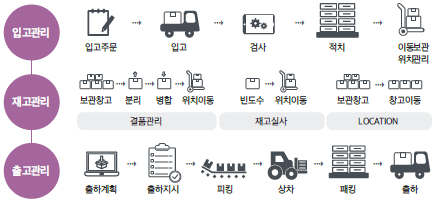 입고관리
입고주문 입고 검사 적치 이동보관
위치관리
재고관리
보관창고 분리 병합 위치이동 빈도수 위치이동 보관창고 창고이동
결품관리 재고실사 LOCATION
출고관리
출하계획 출하지시 피킹 상차 패킹 출하